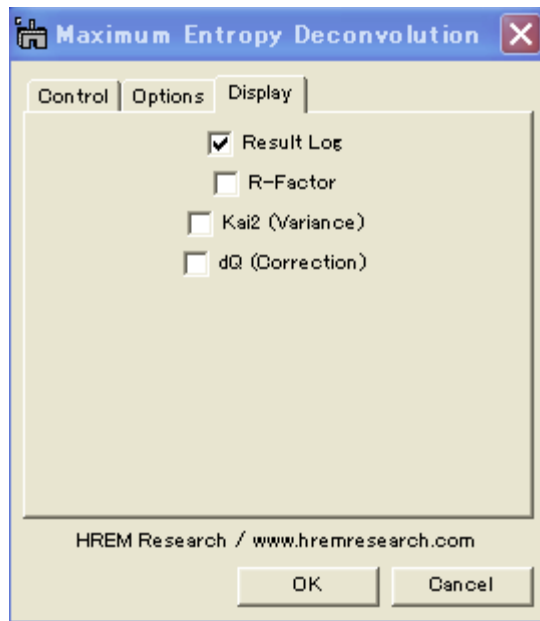 Maximum Entropy Deconvolution
Control Options Display
Result Log
R-Factor
Kai2 (Variance)
dQ (Correction)
HREM Research / www.hremresearch.com
OK Cancel